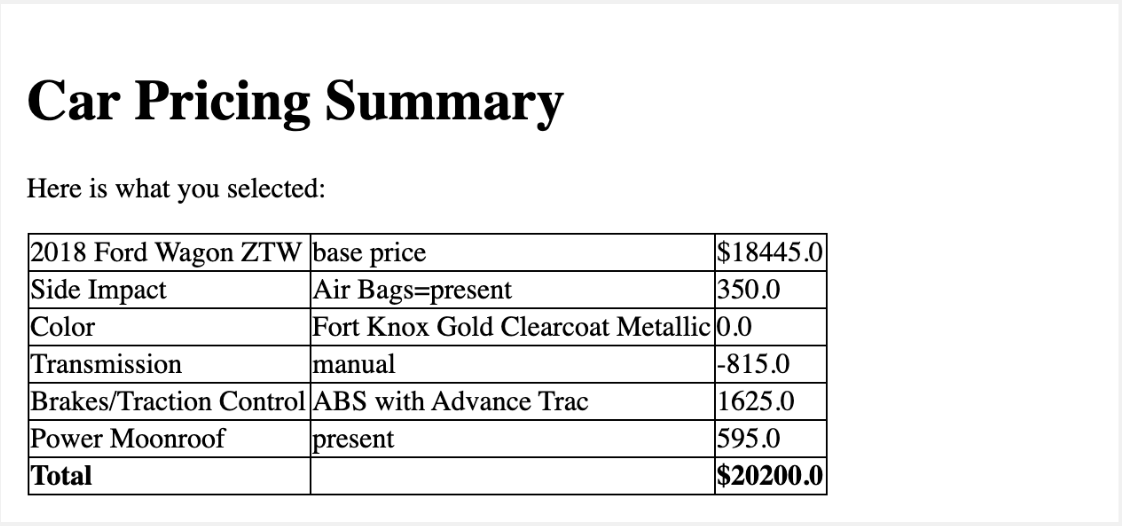 Car Pricing Summary
Here is what you selected:
2018 Ford Wagon ZTW base price $18445.0
Side Impact Air Bags=present 350.0
Color Fort Knox Gold Clearcoat Metallic 0.0
Transmission manual -815.0
Brakes/Traction Control ABS with Advance Trac 1625.0
Power Moonroof present 595.0
Total $20200.0